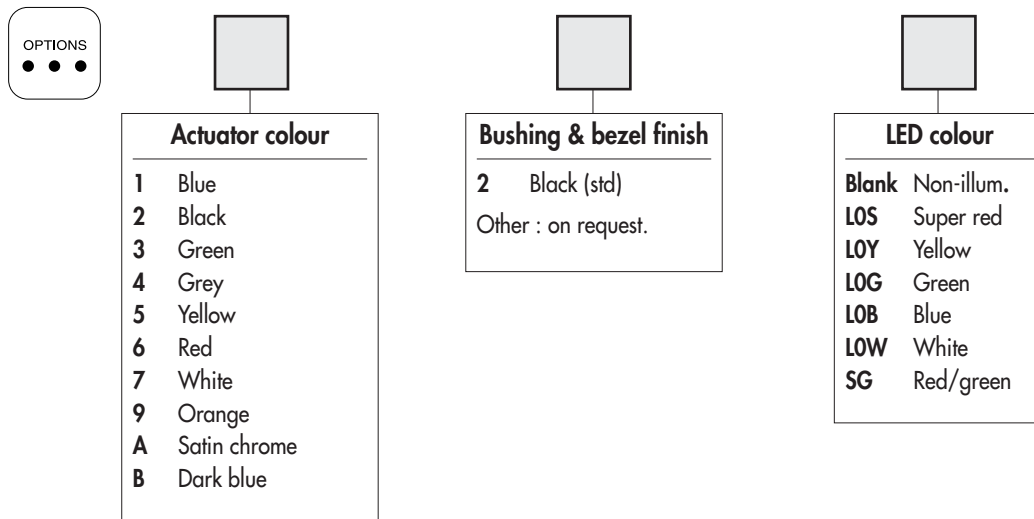 OPTIONS
Actuator colour
1 Blue
2 Black
3 Green
4 Grey
5 Yellow
6 Red
7 White
9 Orange
A Satin chrome
B Dark blue
Bushing & bezel finish
2 Black (std)
Other : on request.
LED colour
Blank Non-illum.
L0S Super red
L0Y Yellow
L0G Green
L0B Blue
L0W White
SG Red/green